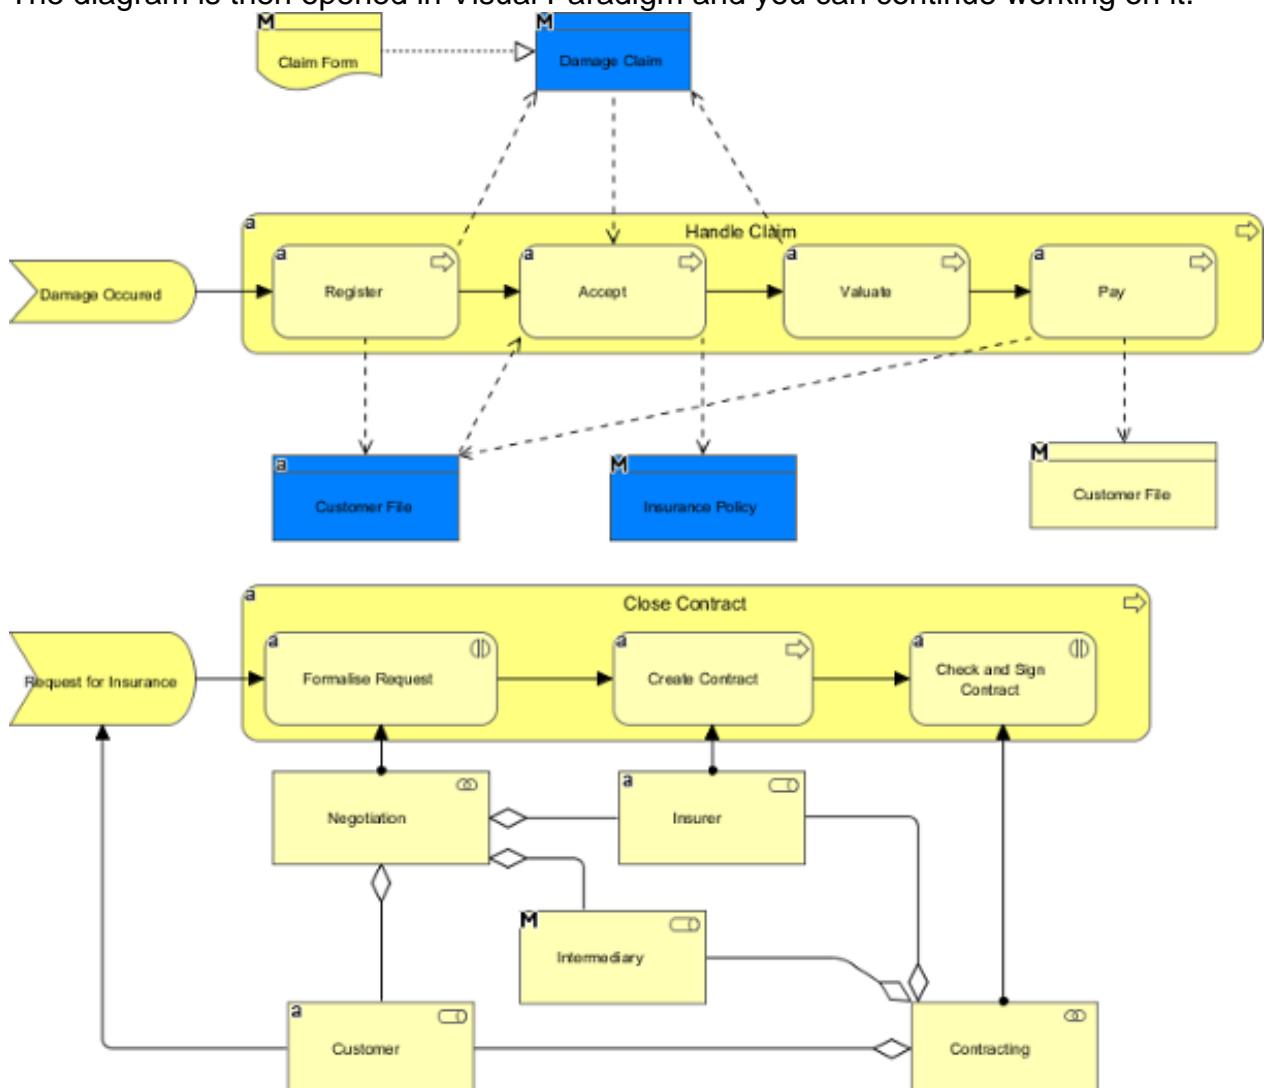 The diagram is then opened in Visual Paradigm and you can continue working on it.
M
M
Claim Form
Damage Claim
a
Handle Claim
a
a
a
a
Damage Occured
Register
Accept
Valuate
Pay
a
M
M
Customer File
Insurance Policy
Customer File
a
Close Contract
a
a
a
Request for Insurance
Formalise Request
Create Contract
Check and Sign
Contract
a
Negotiation
Insurer
M
Intermediary
a
Customer
Contracting